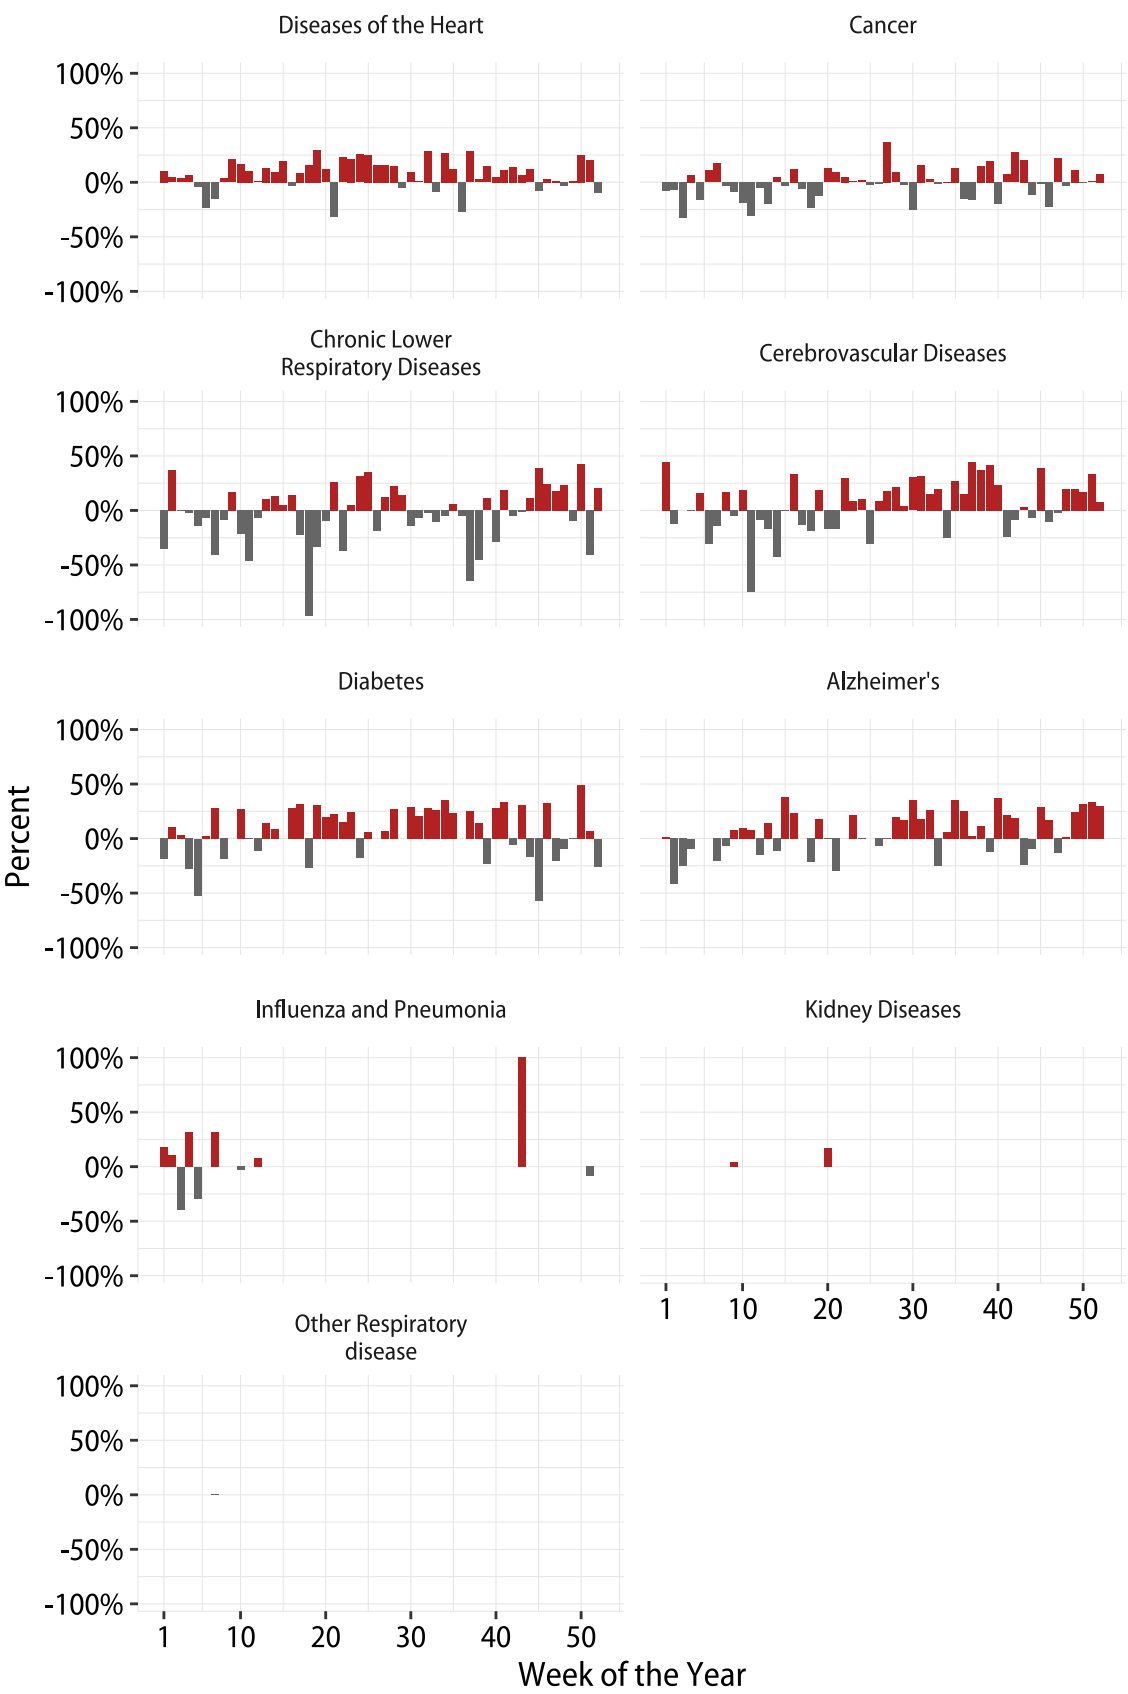 Diseases of the Heart
Cancer
100%
50%
0%
-50%
-100%
Chronic Lower
Respiratory Diseases
Cerebrovascular Diseases
100%
50%
0%
-50%
-100%
Diabetes
Alzheimer's
100%
50%
0%
-50%
-100%
Percent
Influenza and Pneumonia
Kidney Diseases
100%
50%
0%
-50%
-100%
1 10 20 30 40 50
Other Respiratory
disease
100%
50%
0%
-50%
-100%
1 10 20 30 40 50
Week of the Year